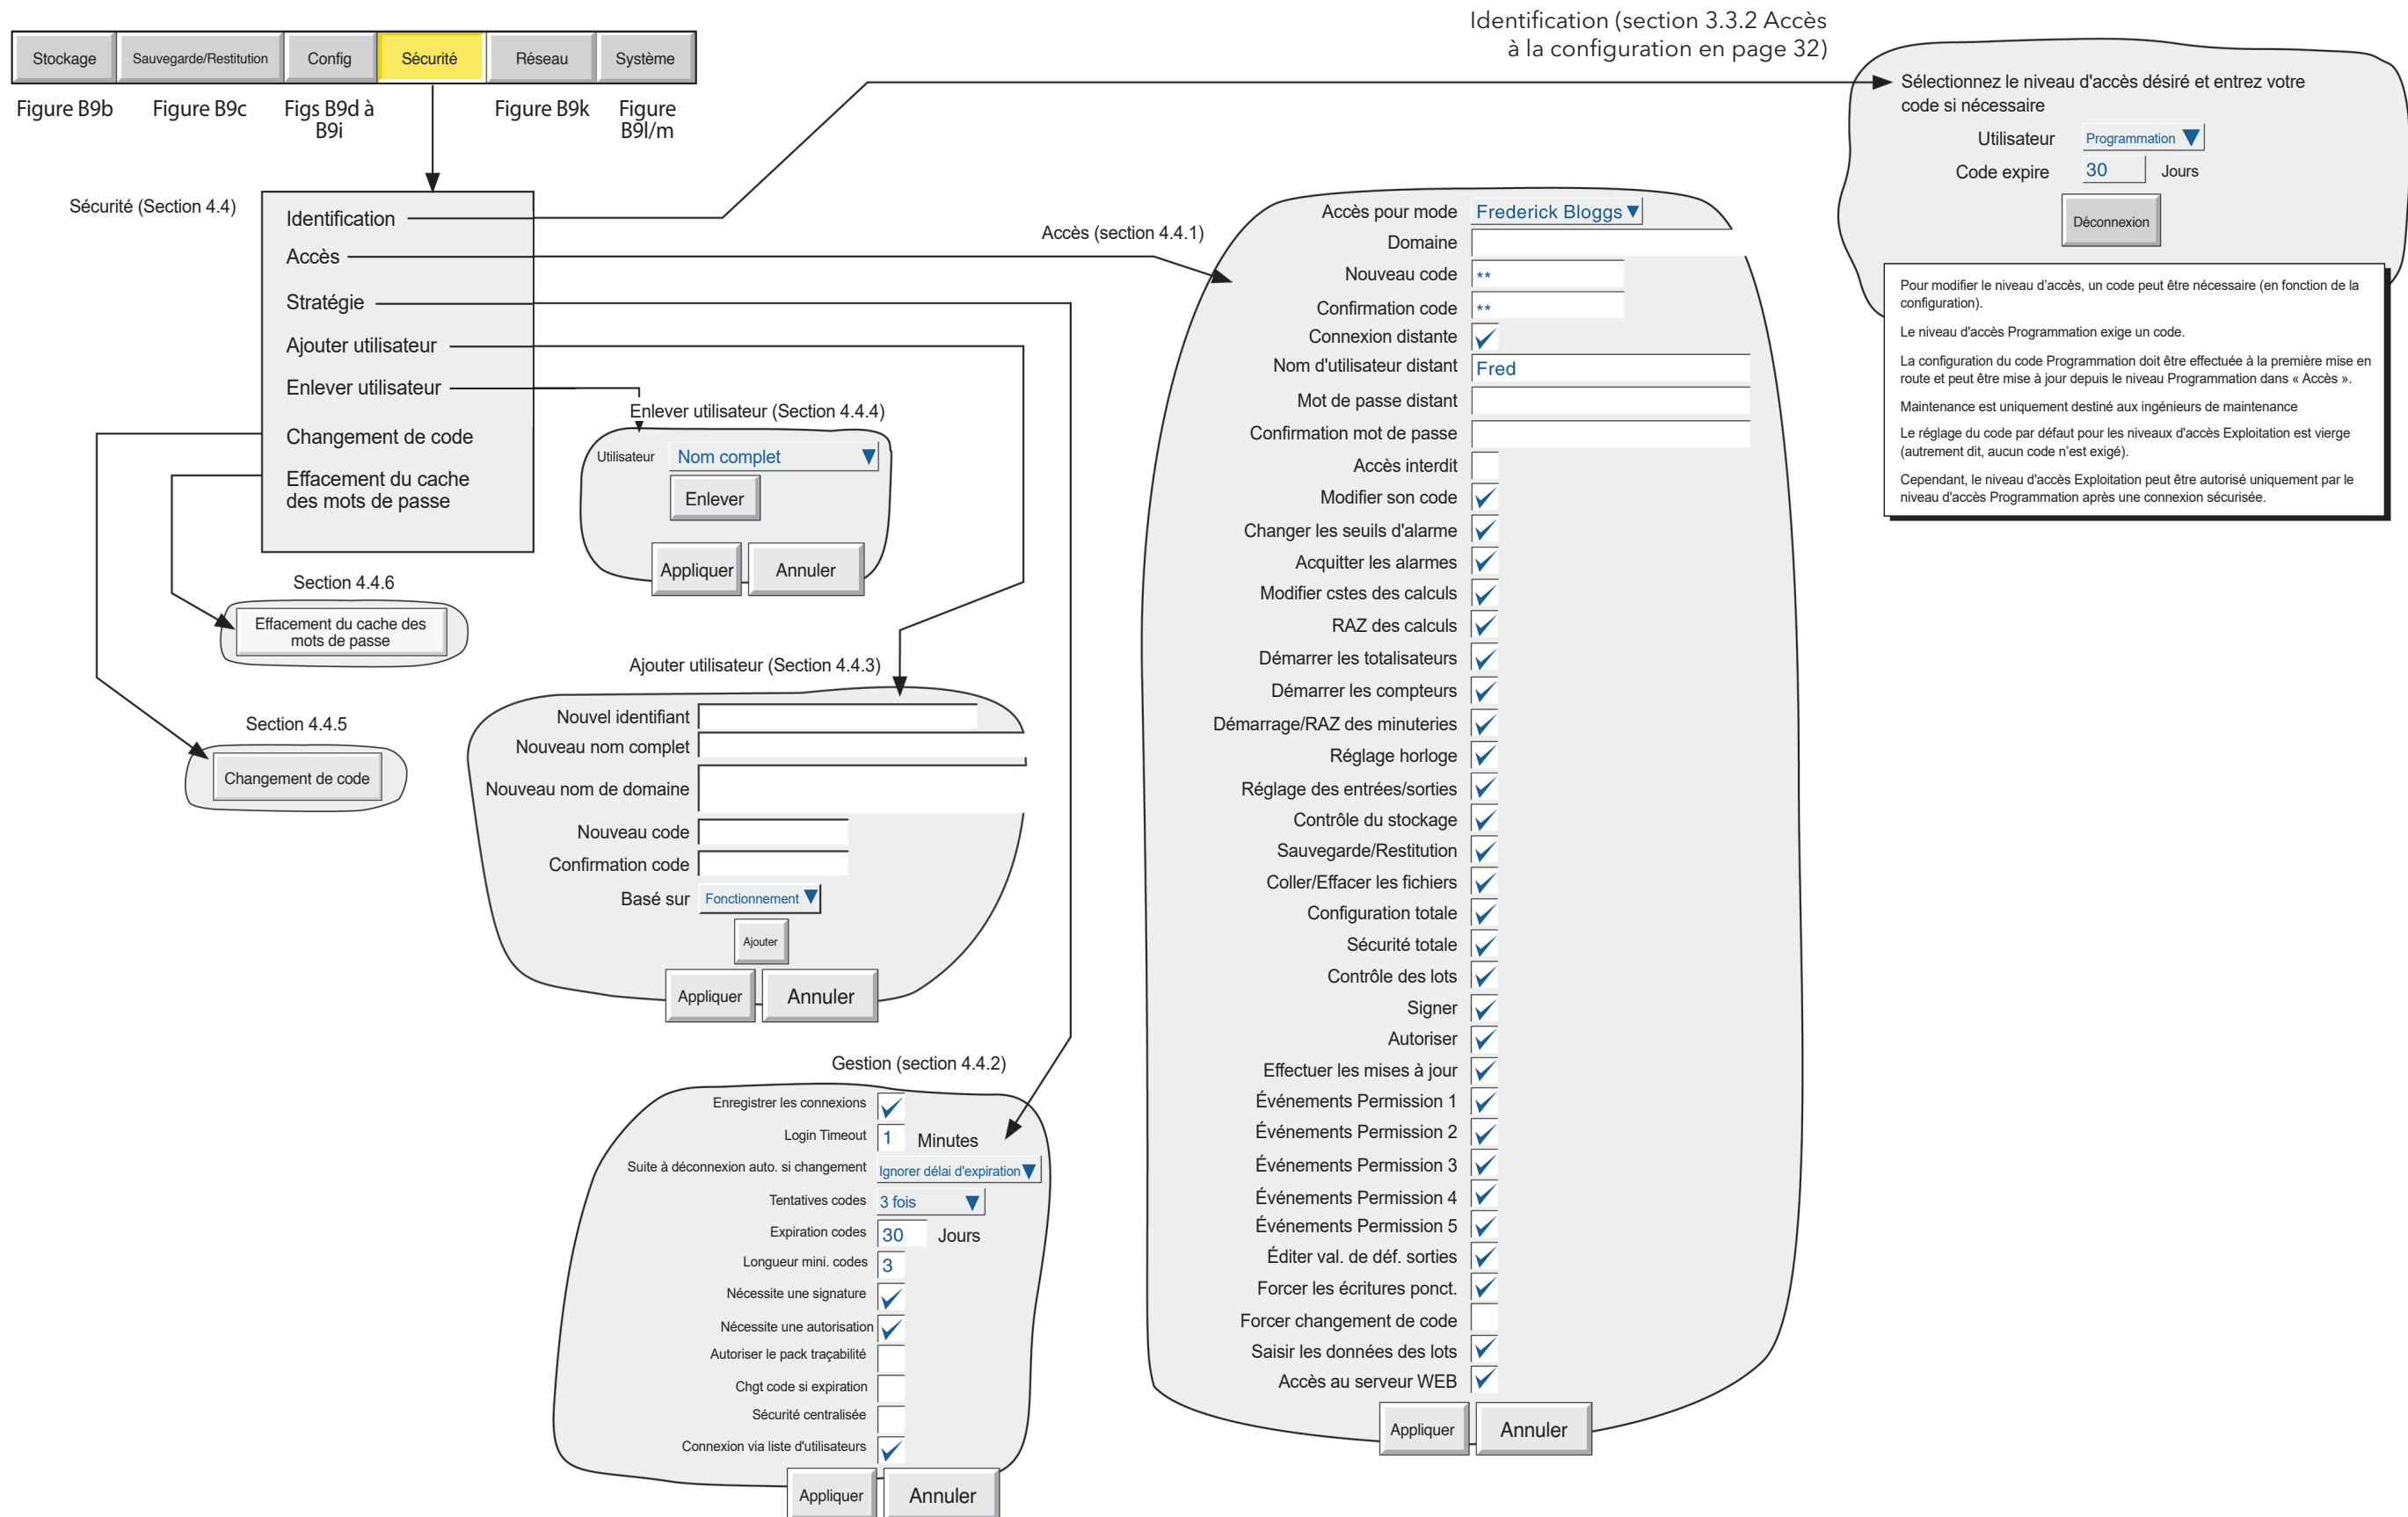 Identification (section 3.3.2 Accès
à la configuration en page 32)
Stockage
Sauvegarde/Restitution
Config
Sécurité
Réseau
Système
Figure B9b
Figure B9c
Figs B9d à
B9i
Figure B9k
Figure
B9l/m
Sélectionnez le niveau d'accès désiré et entrez votre
code si nécessaire
Utilisateur Programmation
Code expire 30 Jours
Déconnexion
Pour modifier le niveau d'accès, un code peut être nécessaire (en fonction de la
configuration).
Le niveau d'accès Programmation exige un code.
La configuration du code Programmation doit être effectuée à la première mise en
route et peut être mise à jour depuis le niveau Programmation dans « Accès ».
Maintenance est uniquement destiné aux ingénieurs de maintenance
Le réglage du code par défaut pour les niveaux d'accès Exploitation est vierge
(autrement dit, aucun code n'est exigé).
Cependant, le niveau d'accès Exploitation peut être autorisé uniquement par le
niveau d'accès Programmation après une connexion sécurisée.
Sécurité (Section 4.4)
Identification
Accès
Stratégie
Ajouter utilisateur
Enlever utilisateur
Changement de code
Effacement du cache
des mots de passe
Enlever utilisateur (Section 4.4.4)
Utilisateur Nom complet
Enlever
Appliquer Annuler
Section 4.4.6
Effacement du cache des
mots de passe
Section 4.4.5
Changement de code
Ajouter utilisateur (Section 4.4.3)
Nouvel identifiant
Nouveau nom complet
Nouveau nom de domaine
Nouveau code
Confirmation code
Basé sur Fonctionnement
Ajouter
Appliquer Annuler
Gestion (section 4.4.2)
Enregistrer les connexions
Login Timeout 1 Minutes
Suite à déconnexion auto. si changement Ignorer délai d'expiration
Tentatives codes 3 fois
Expiration codes 30 Jours
Longueur mini. codes 3
Nécessite une signature
Nécessite une autorisation
Autoriser le pack traçabilité
Chgt code si expiration
Sécurité centralisée
Connexion via liste d'utilisateurs
Appliquer Annuler
Accès (section 4.4.1)
Accès pour mode Frederick Bloggs
Domaine
Nouveau code **
Confirmation code **
Connexion distante
Nom d'utilisateur distant Fred
Mot de passe distant
Confirmation mot de passe
Accès interdit
Modifier son code
Changer les seuils d'alarme
Acquitter les alarmes
Modifier cstes des calculs
RAZ des calculs
Démarrer les totalisateurs
Démarrer les compteurs
Démarrage/RAZ des minuteries
Réglage horloge
Réglage des entrées/sorties
Contrôle du stockage
Sauvegarde/Restitution
Coller/Effacer les fichiers
Configuration totale
Sécurité totale
Contrôle des lots
Signer
Autoriser
Effectuer les mises à jour
Événements Permission 1
Événements Permission 2
Événements Permission 3
Événements Permission 4
Événements Permission 5
Éditer val. de déf. sorties
Forcer les écritures ponct.
Forcer changement de code
Saisir les données des lots
Accès au serveur WEB
Appliquer Annuler